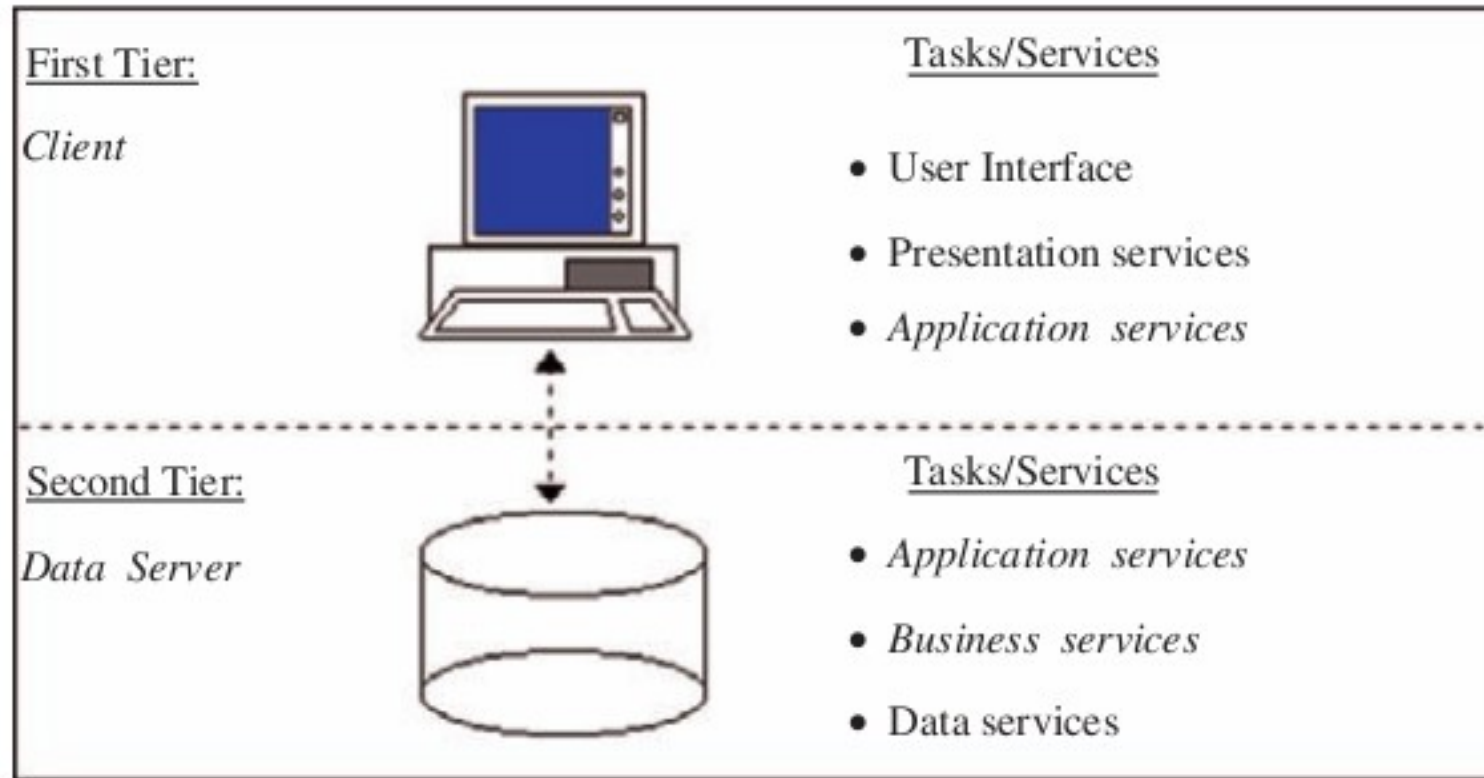 First Tier:
Client
Tasks/Services
• User Interface
• Presentation services
• Application services
Second Tier:
Data Server
Tasks/Services
• Application services
• Business services
• Data services